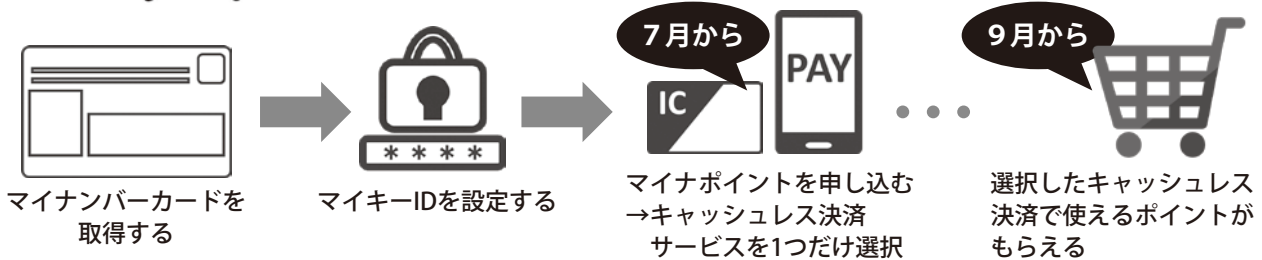 7月から
9月から
PAY
IC
＊＊＊＊
マイナンバーカードを
取得する
マイキーIDを設定する
マイナポイントを申し込む
→キャッシュレス決済
サービスを1つだけ選択
選択したキャッシュレス
決済で使えるポイントが
もらえる